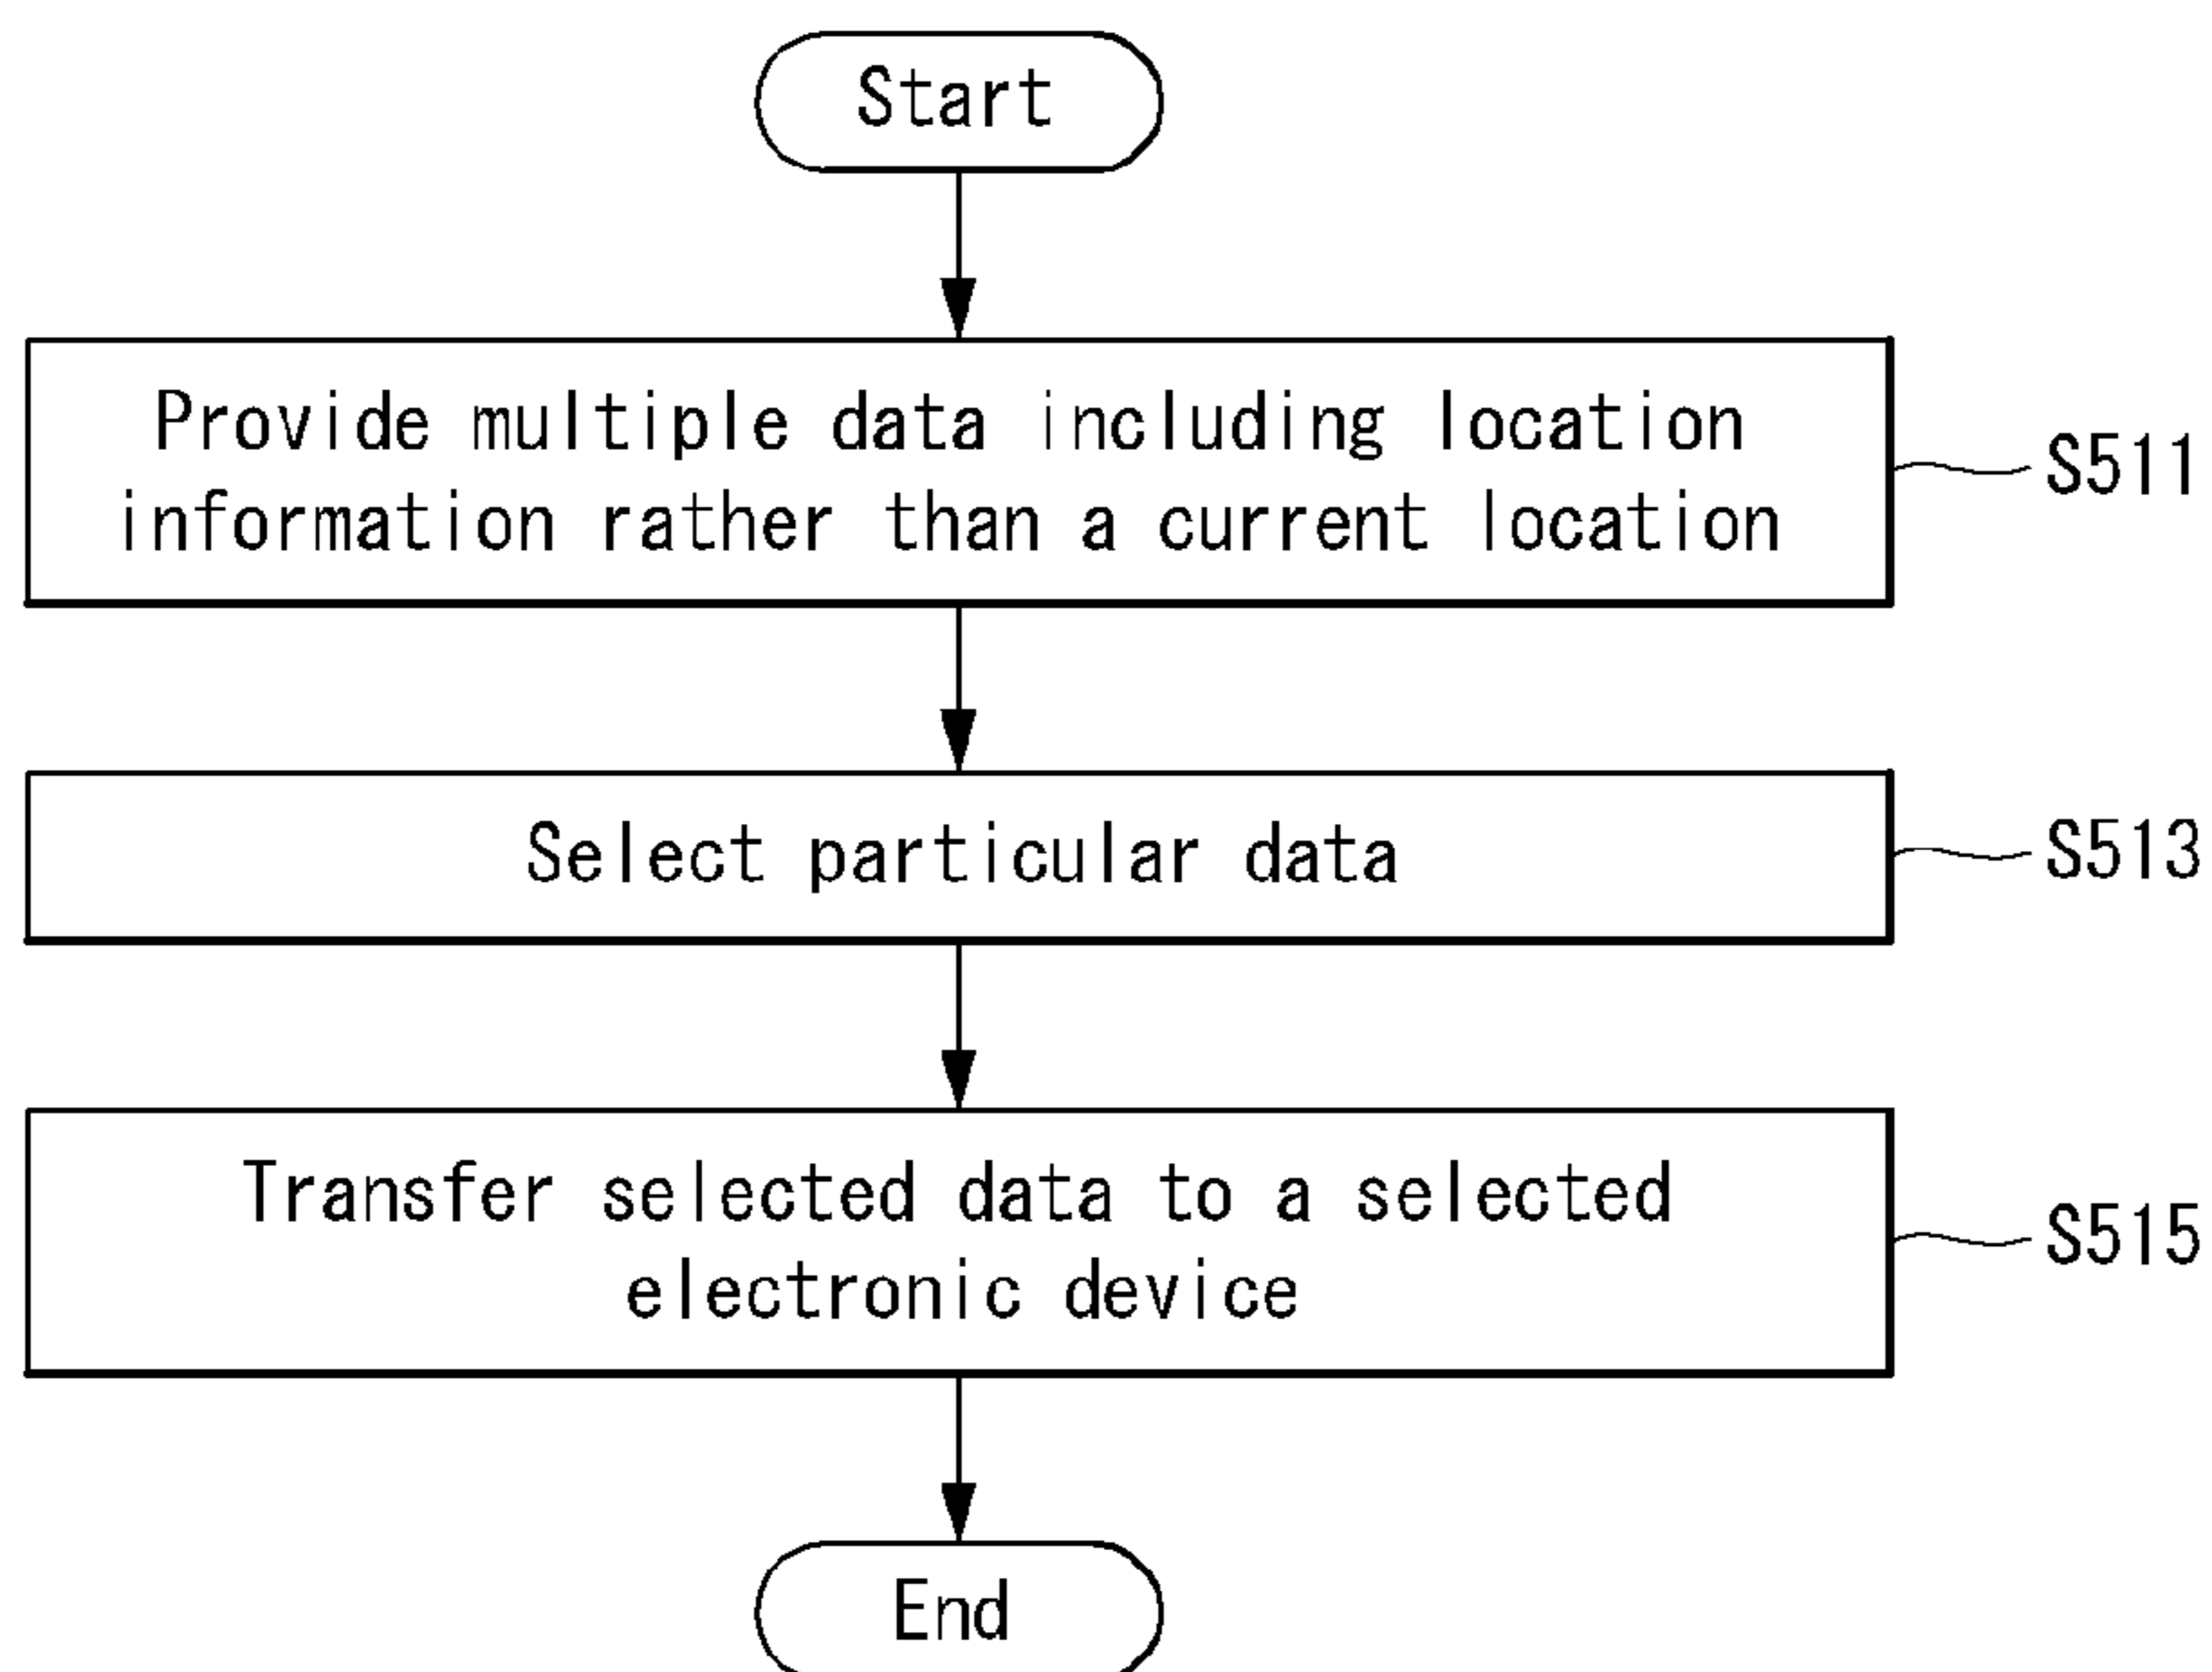 Start
Provide multiple data including location
information rather than a current location
S511
Select particular data
S513
Transfer selected data to a selected
electronic device
S515
End